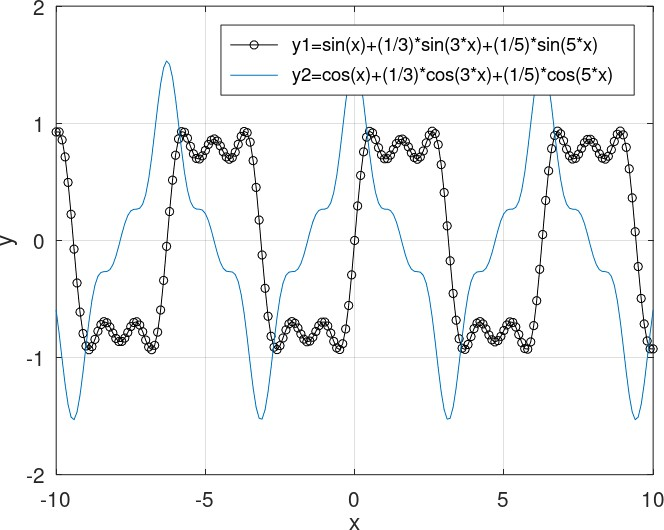 2
y1=sin(x)+(1/3)*sin(3*x)+(1/5)*sin(5*x)
y2=cos(x)+(1/3)*cos(3*x)+(1/5)*cos(5*x)
1
y
0
-1
-2
-10 -5 0 5 10
x